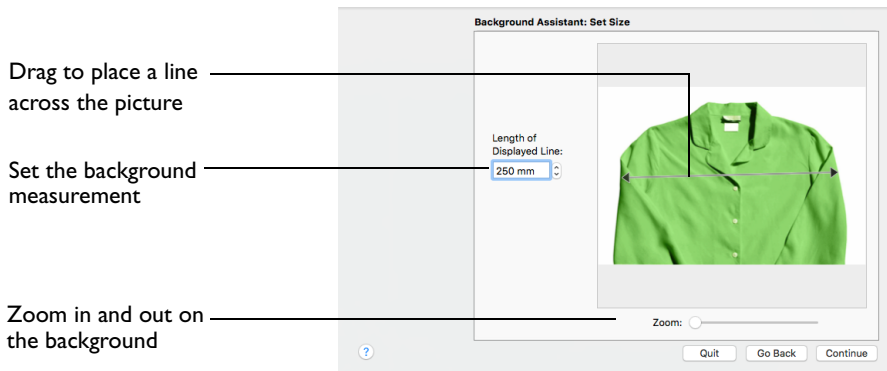 Background Assistant: Set Size
Drag to place a line
across the picture
Length of
Displayed Line:
250 mm
Set the background
measurement
Zoom in and out on
the background
Zoom:
?
Quit
Go Back
Continue